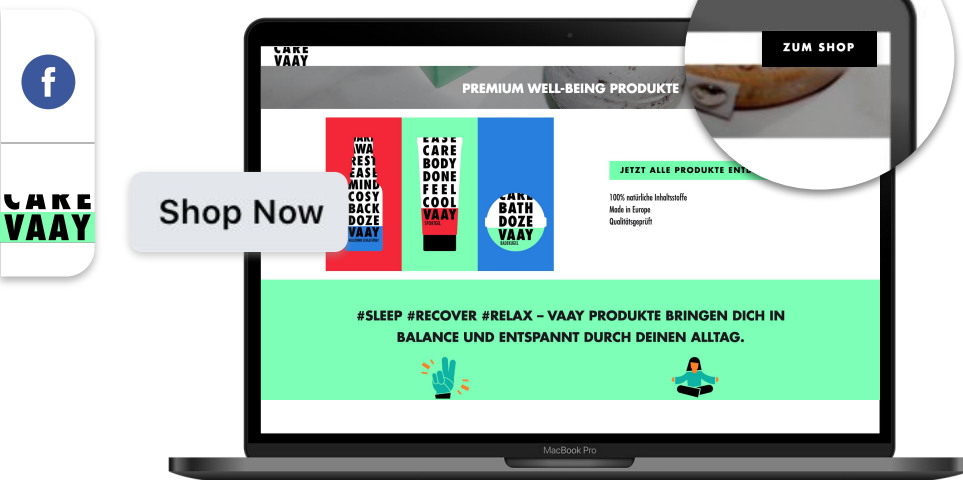 f
CARE
VAAY
Shop Now
CARE
VAAY
ZUM SHOP
PREMIUM WELL-BEING PRODUKTE
REST
EASE
MIND
COSY
BACK
DOZE
VAAY
EASE
CARE
BODY
DONE
FEEL
COOL
VAAY
SPORTGEL
CARE
BATH
DOZE
VAAY
BADEKUGEL
JETZT ALLE PRODUKTE
100% natürliche Inhaltsstoffe
Made in Europe
Qualitätsgeprüft
#SLEEP #RECOVER #RELAX – VAAY PRODUKTE BRINGEN DICH IN
BALANCE UND ENTSPANNT DURCH DEINEN ALLTAG.
MacBook Pro